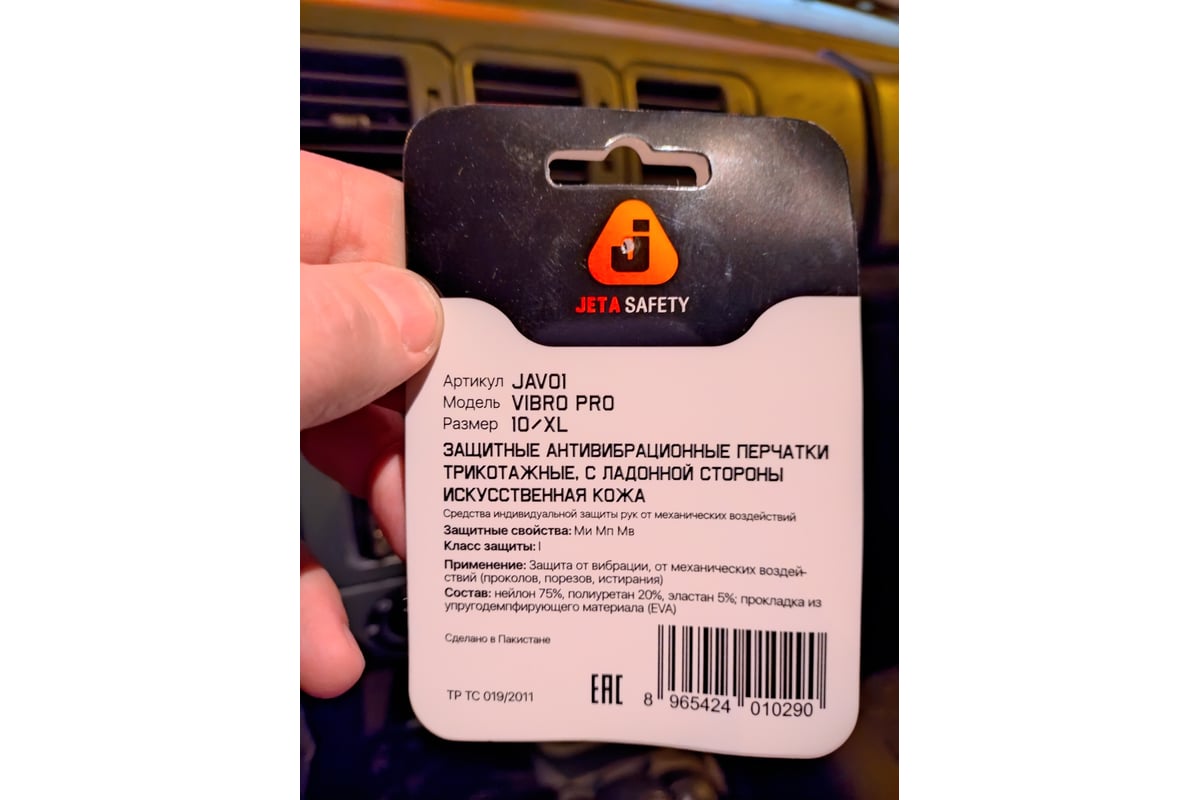 JETA SAFETY
Артикул JAV01
Модель VIBRO PRO
Размер 10/XL
ЗАЩИТНЫЕ АНТИВИБРАЦИОННЫЕ ПЕРЧАТКИ
ТРИКОТАЖНЫЕ, С ЛАДОННОЙ СТОРОНЫ
ИСКУССТВЕННАЯ КОЖА
Средства индивидуальной защиты рук от механических воздействий
Защитные свойства: Ми Мп Мв
Класс защиты: I
Применение: Защита от вибрации, от механических воздей-
ствий (проколов, порезов, истирания)
Состав: нейлон 75%, полиуретан 20%, эластан 5%; прокладка из
упругодемпфирующего материала (EVA)
Сделано в Пакистане
ТР ТС 019/2011
EAC
8 965424 010290